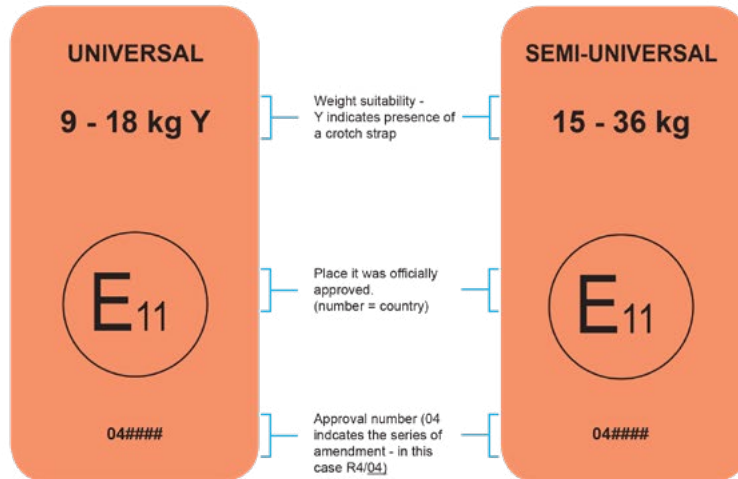 UNIVERSAL
9 - 18 kg Y
E11
04####
Weight suitability -
Y indicates presence of
a crotch strap
Place it was officially
approved.
(number = country)
Approval number (04
indcates the series of
amendment - in this
case R4/04)
SEMI-UNIVERSAL
15 - 36 kg
E11
04####